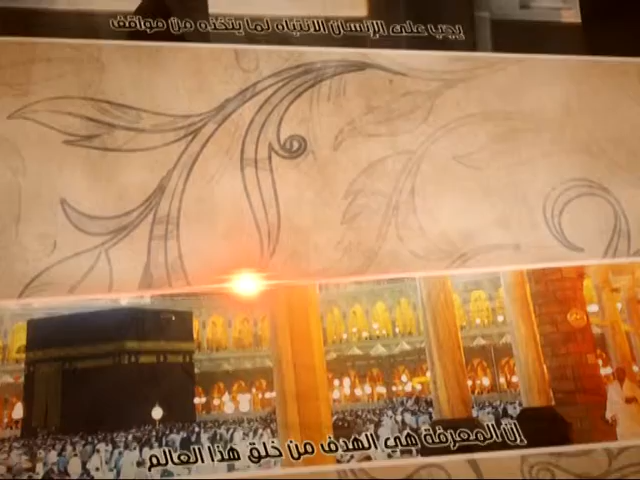 يجب على الإنسان الانتباه لما يتخذه من مواقف
إن المعرفة هي الهدف من خلق هذا العالم